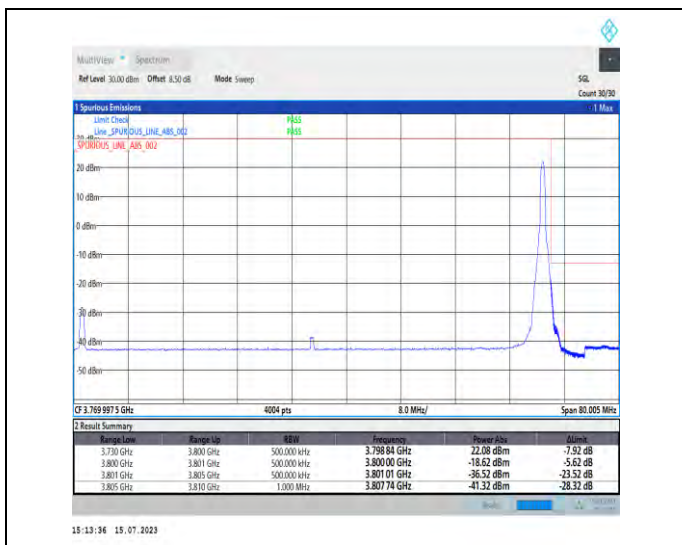 MultiView Spectrum
Ref Level 30.00 dBm Offset 8.50 dB Mode Sweep SGL
Count 30/30
1 Spurious Emissions 1 Max
Limit Check PASS
Line _SPURIOUS_LINE_ABS_002 PASS
_SPURIOUS_LINE_ABS_002
20 dBm
10 dBm
0 dBm
-10 dBm
-20 dBm
-30 dBm
-40 dBm
-50 dBm
CF 3.769 997 5 GHz 4004 pts 8.0 MHz/ Span 80.005 MHz
2 Result Summary
Range Low Range Up RBW Frequency Power Abs ΔLimit
3.730 GHz 3.800 GHz 500.000 kHz 3.798 84 GHz 22.08 dBm -7.92 dB
3.800 GHz 3.801 GHz 500.000 kHz 3.800 00 GHz -18.62 dBm -5.62 dB
3.801 GHz 3.805 GHz 500.000 kHz 3.801 01 GHz -36.52 dBm -23.52 dB
3.805 GHz 3.810 GHz 1.000 MHz 3.807 74 GHz -41.32 dBm -28.32 dB
15:13:36 15.07.2023